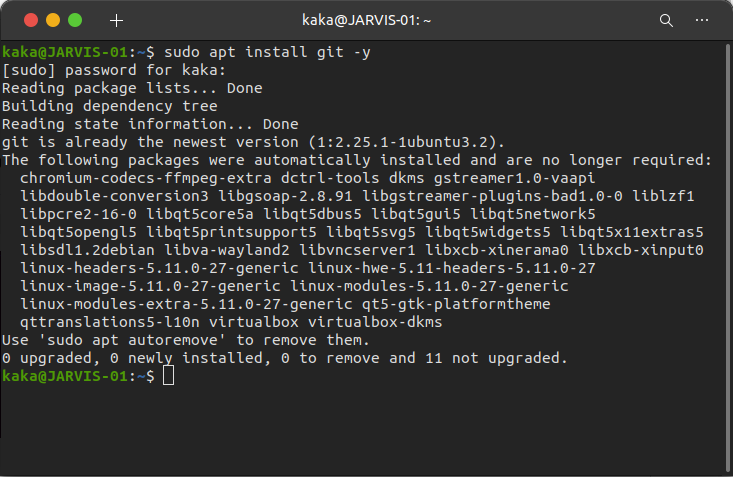 kaka@JARVIS-01: ~
kaka@JARVIS-01:~$ sudo apt install git -y
[sudo] password for kaka:
Reading package lists... Done
Building dependency tree
Reading state information... Done
git is already the newest version (1:2.25.1-1ubuntu3.2).
The following packages were automatically installed and are no longer required:
  chromium-codecs-ffmpeg-extra dctrl-tools dkms gstreamer1.0-vaapi
  libdouble-conversion3 libgsoap-2.8.91 libgstreamer-plugins-bad1.0-0 liblzf1
  libpcre2-16-0 libqt5core5a libqt5dbus5 libqt5gui5 libqt5network5
  libqt5opengl5 libqt5printsupport5 libqt5svg5 libqt5widgets5 libqt5x11extras5
  libsdl1.2debian libva-wayland2 libvncserver1 libxcb-xinerama0 libxcb-xinput0
  linux-headers-5.11.0-27-generic linux-hwe-5.11-headers-5.11.0-27
  linux-image-5.11.0-27-generic linux-modules-5.11.0-27-generic
  linux-modules-extra-5.11.0-27-generic qt5-gtk-platformtheme
  qttranslations5-l10n virtualbox virtualbox-dkms
Use 'sudo apt autoremove' to remove them.
0 upgraded, 0 newly installed, 0 to remove and 11 not upgraded.
kaka@JARVIS-01:~$